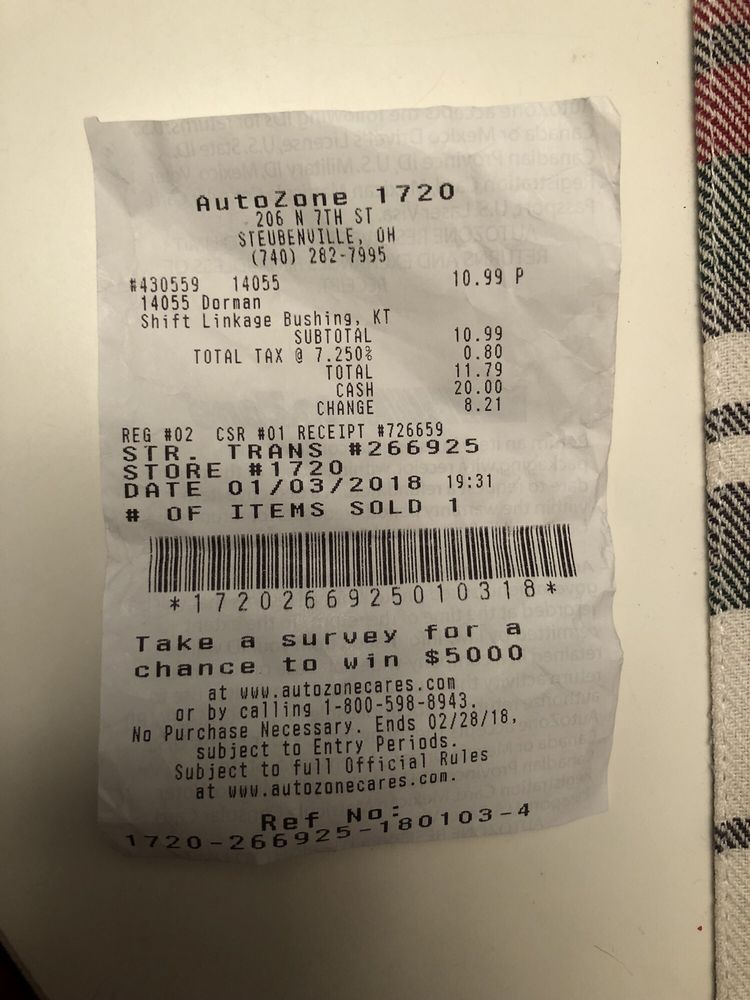 AutoZone 1720
206 N 7TH ST
STEUBENVILLE, OH
(740) 282-7995
#430559 14055 10.99 P
14055 Dorman
Shift Linkage Bushing, KT
SUBTOTAL 10.99
TOTAL TAX @ 7.250% 0.80
TOTAL 11.79
CASH 20.00
CHANGE 8.21
REG #02 CSR #01 RECEIPT #726659
STR. TRANS #266925
STORE #1720
DATE 01/03/2018 19:31
# OF ITEMS SOLD 1
*1720266925010318*
Take a survey for a
chance to win $5000
at www.autozonecares.com
or by calling 1-800-598-8943.
No Purchase Necessary. Ends 02/28/18,
subject to Entry Periods.
Subject to full Official Rules
at www.autozonecares.com.
Ref No:
1720-266925-180103-4